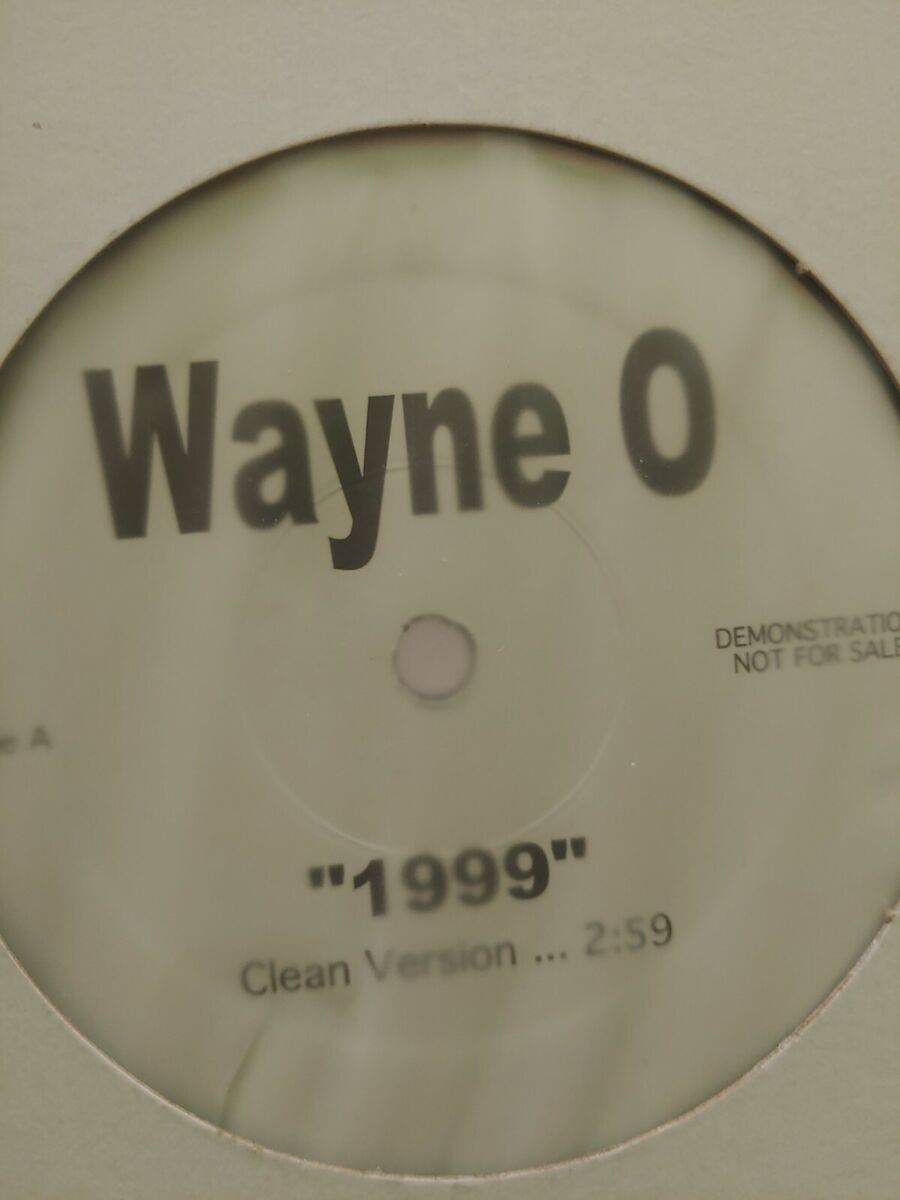 Wayne O
DEMONSTRATIO
NOT FOR SALE
e A
"1999"
Clean Version ... 2:59